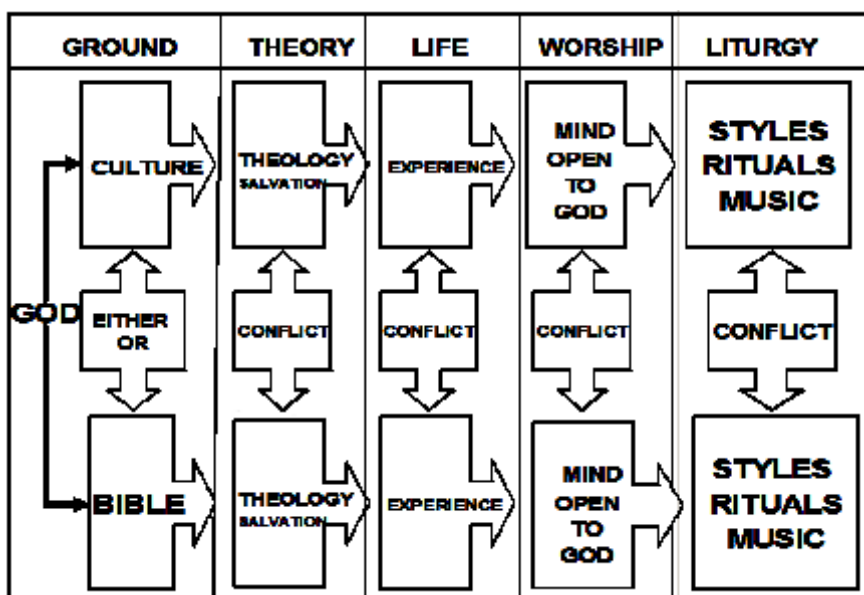 GROUND THEORY LIFE WORSHIP LITURGY
CULTURE
THEOLOGY
SALVATION
EXPERIENCE
MIND
OPEN
TO
GOD
STYLES
RITUALS
MUSIC
GOD
EITHER
OR
CONFLICT
CONFLICT
CONFLICT
CONFLICT
BIBLE
THEOLOGY
SALVATION
EXPERIENCE
MIND
OPEN
TO
GOD
STYLES
RITUALS
MUSIC